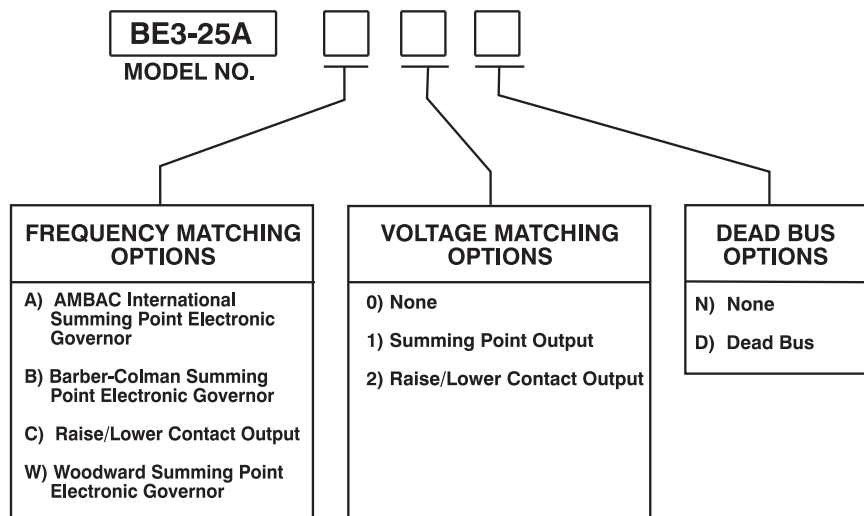 BE3-25A
MODEL NO.
FREQUENCY MATCHING
OPTIONS
A) AMBAC International
Summing Point Electronic
Governor
B) Barber-Colman Summing
Point Electronic Governor
C) Raise/Lower Contact Output
W) Woodward Summing Point
Electronic Governor
VOLTAGE MATCHING
OPTIONS
0) None
1) Summing Point Output
2) Raise/Lower Contact Output
DEAD BUS
OPTIONS
N) None
D) Dead Bus